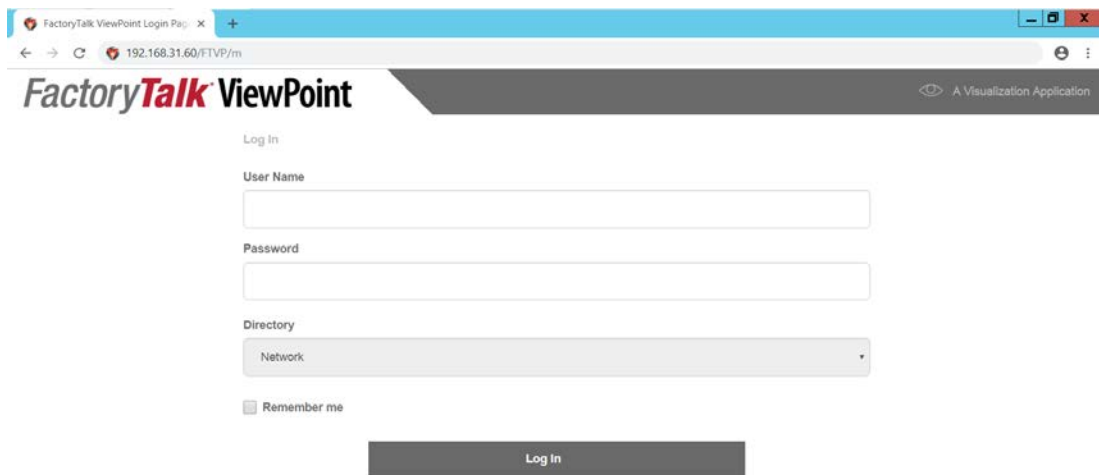 FactoryTalk ViewPoint Login Pag
192.168.31.60/FTVP/m
FactoryTalk ViewPoint
A Visualization Application
Log In
User Name
Password
Directory
Network
Remember me
Log In